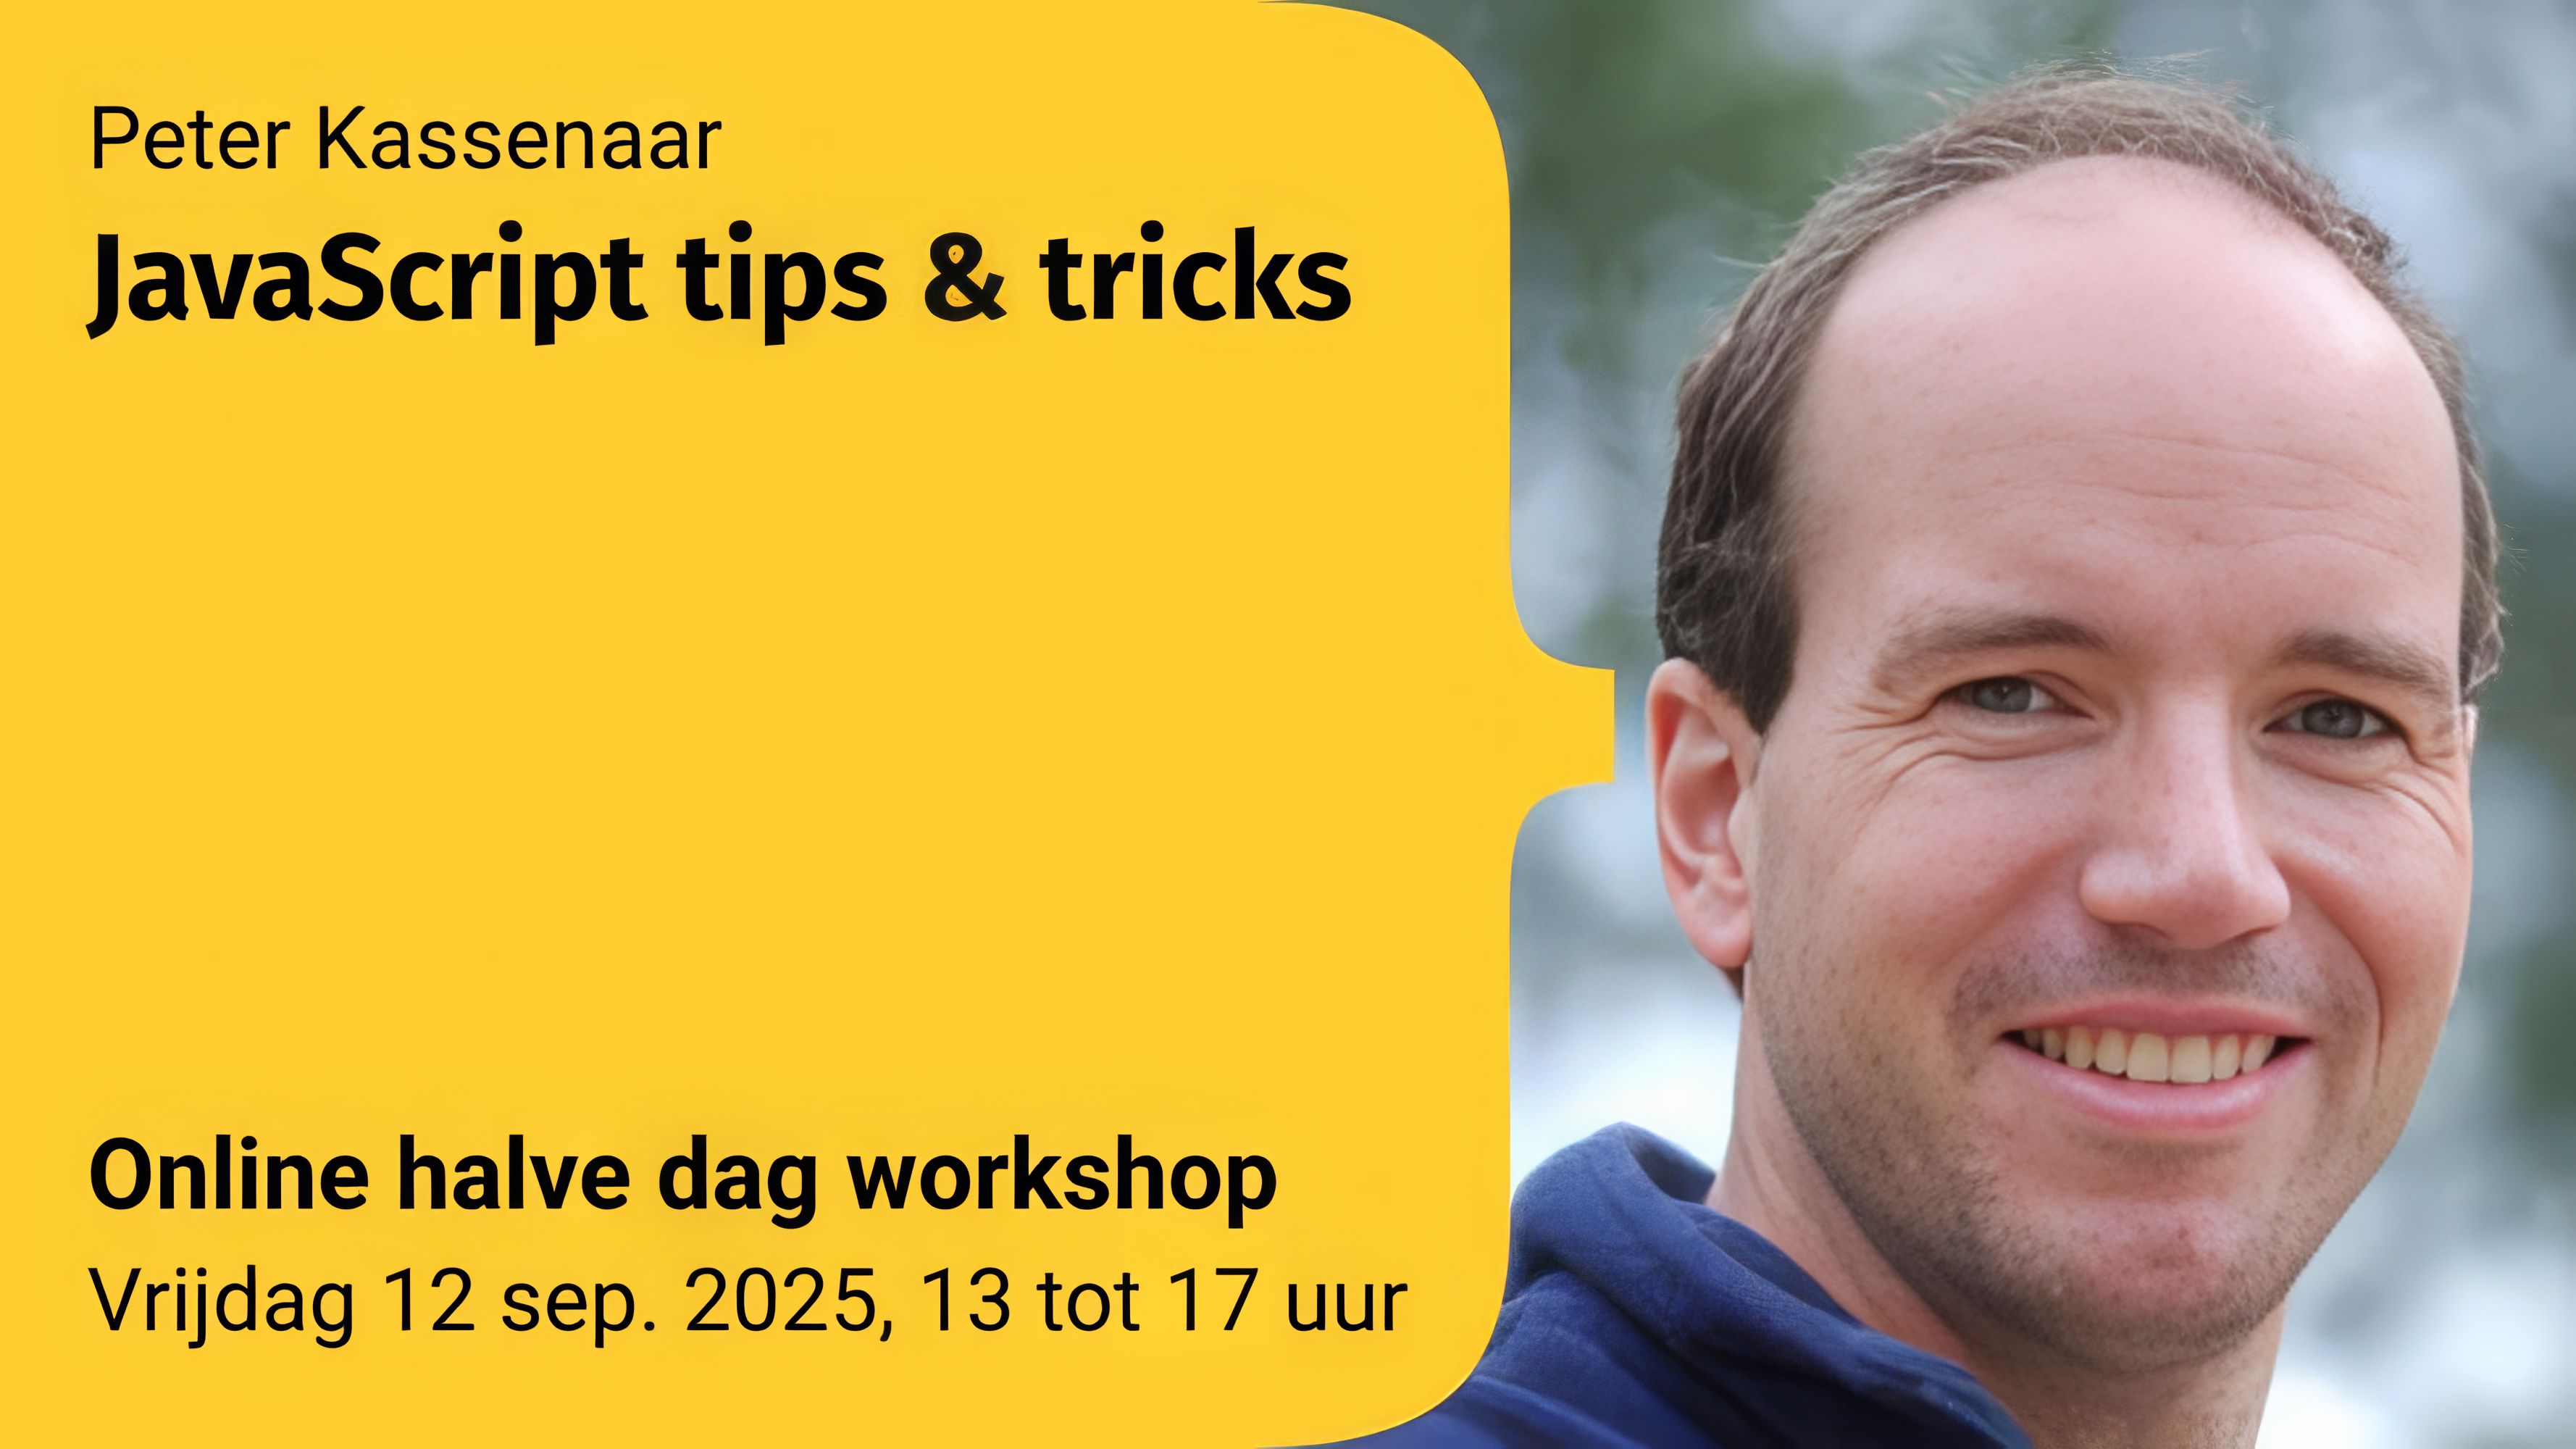 Peter Kassenaar
JavaScript tips & tricks
Online halve dag workshop
Vrijdag 12 sep. 2025, 13 tot 17 uur